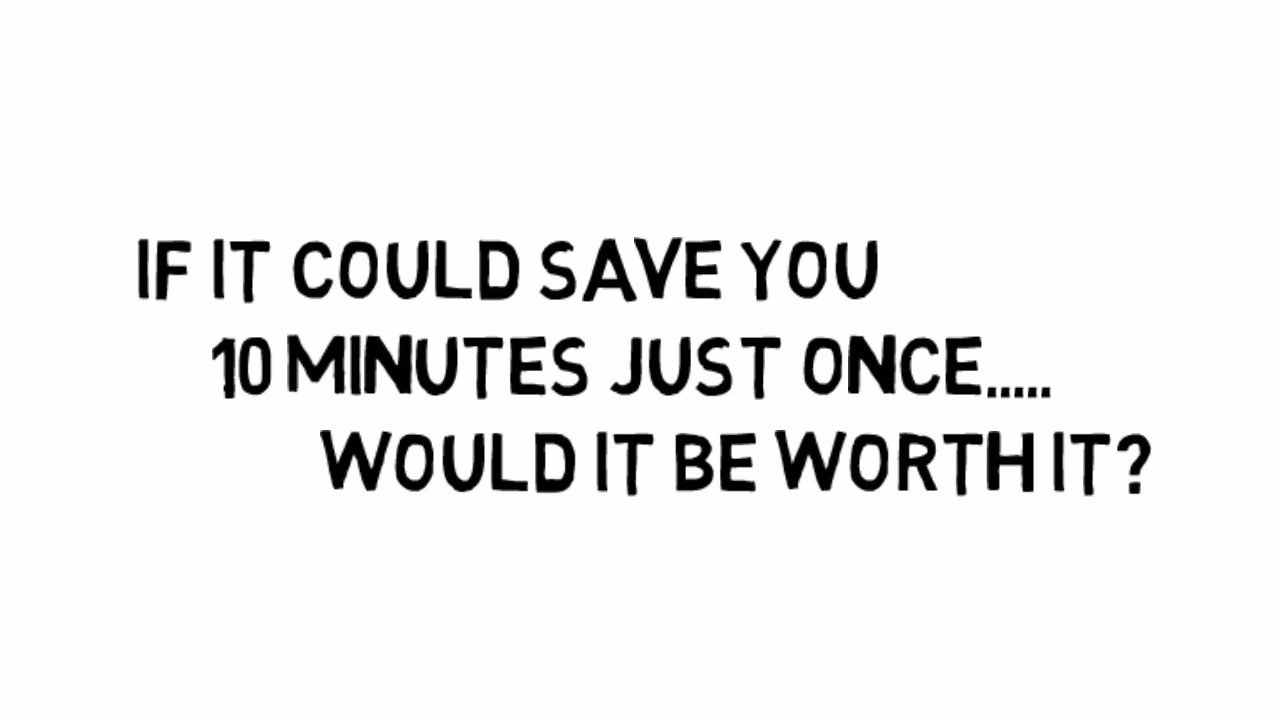 IF IT COULD SAVE YOU
10 MINUTES JUST ONCE.....
WOULD IT BE WORTH IT?